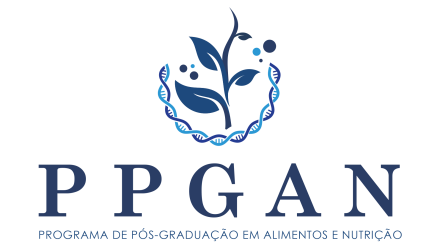 PPGAN
PROGRAMA DE PÓS-GRADUAÇÃO EM ALIMENTOS E NUTRIÇÃO